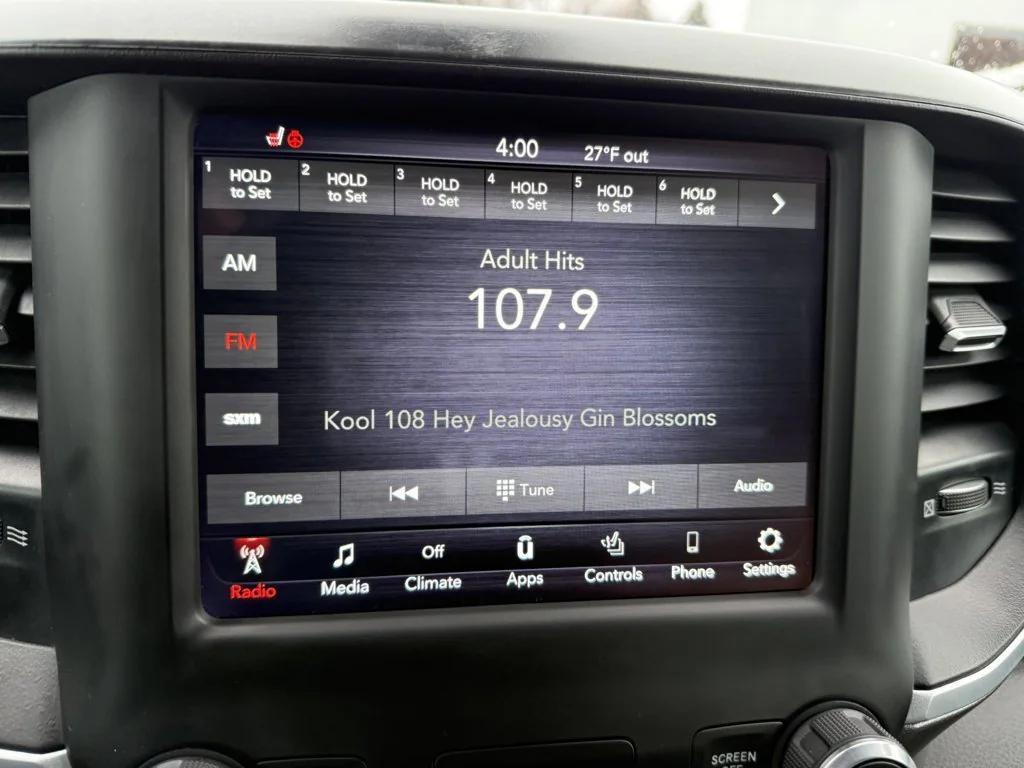 4:00 27°F out
1 HOLD to Set
2 HOLD to Set
3 HOLD to Set
4 HOLD to Set
5 HOLD to Set
6 HOLD to Set
AM
Adult Hits
107.9
FM
sxm
Kool 108 Hey Jealousy Gin Blossoms
Browse Tune Audio
Off
Radio Media Climate Apps Controls Phone Settings
SCREEN
OFF